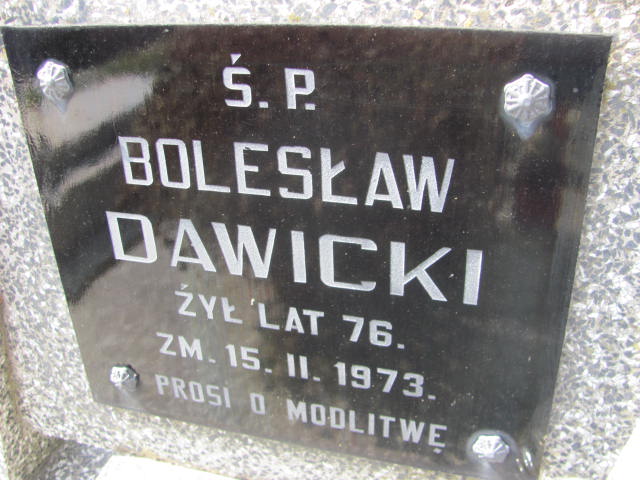 Ś. P.
BOLESŁAW
DAWICKI
ŻYŁ LAT 76.
ZM. 15. II. 1973.
PROSI O MODLITWĘ